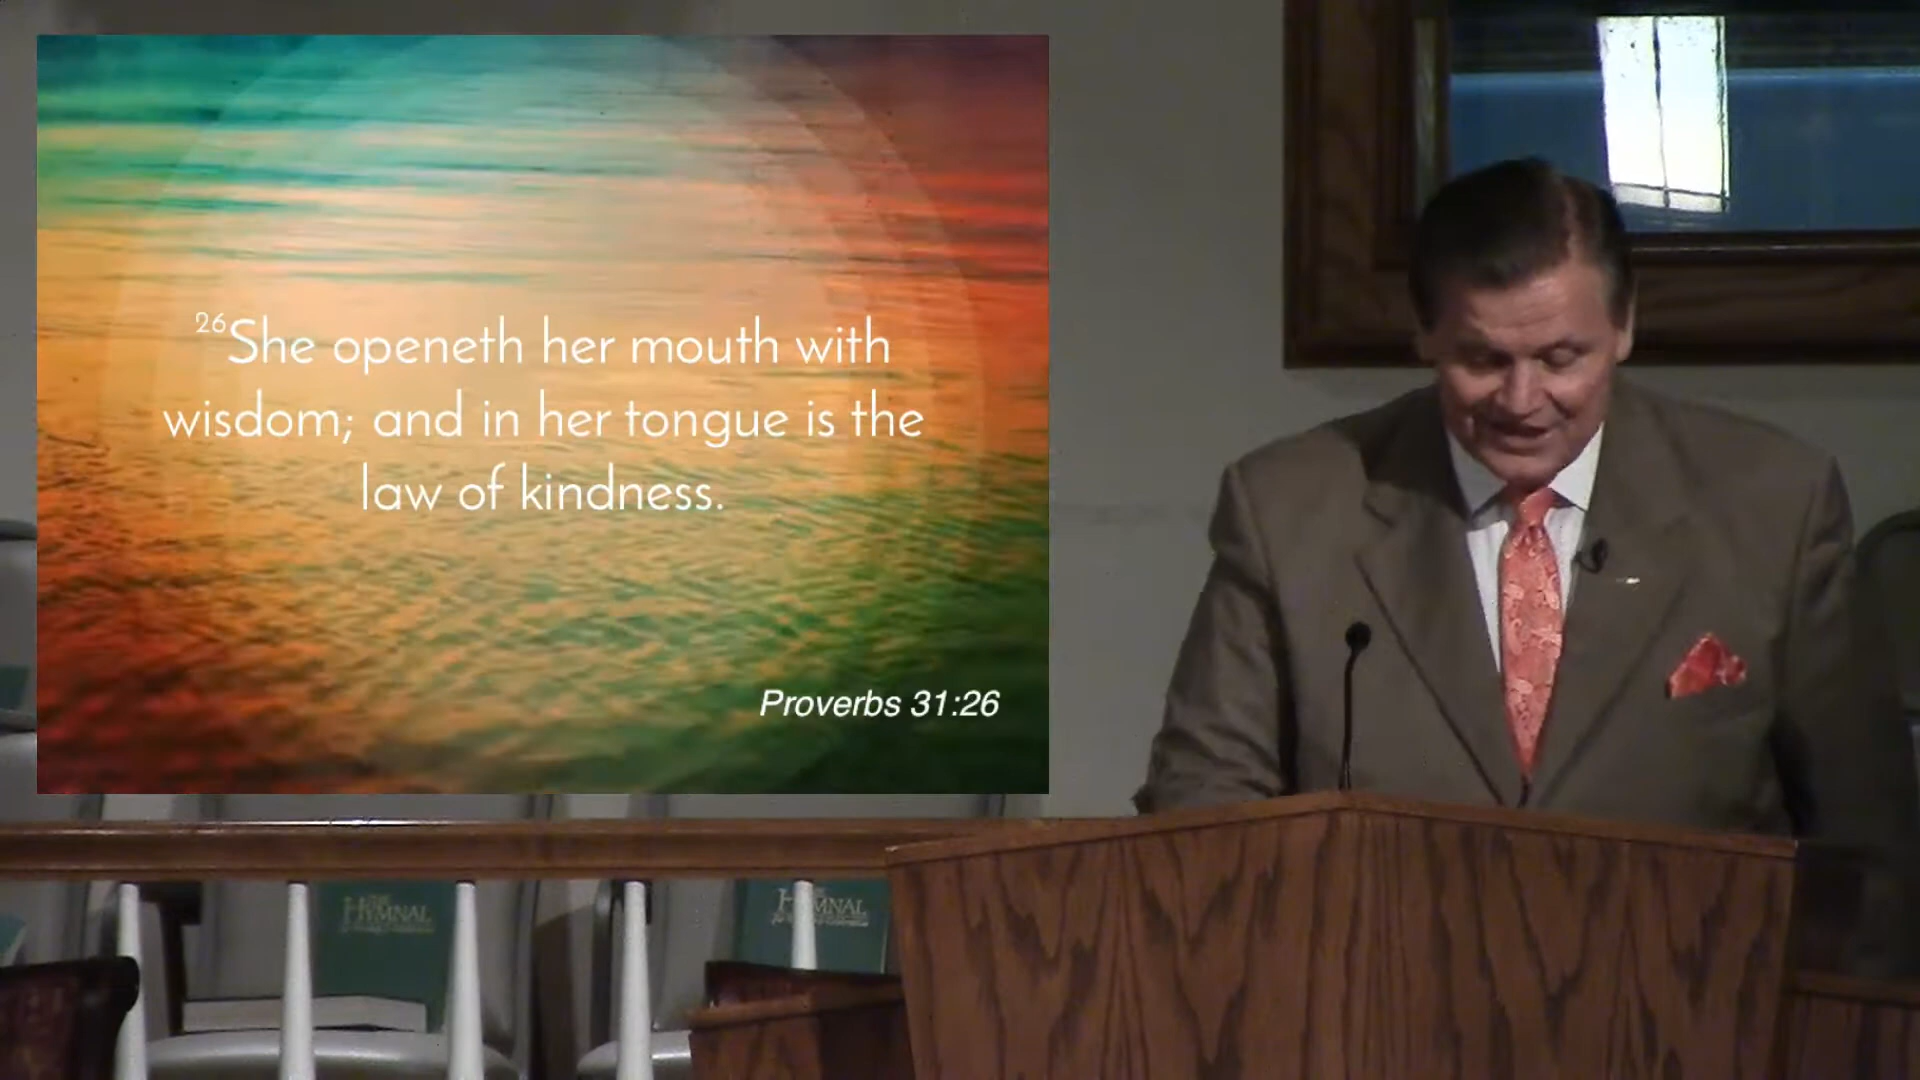 26She openeth her mouth with
wisdom; and in her tongue is the
law of kindness.
Proverbs 31:26
THE
HYMNAL
HYMNAL